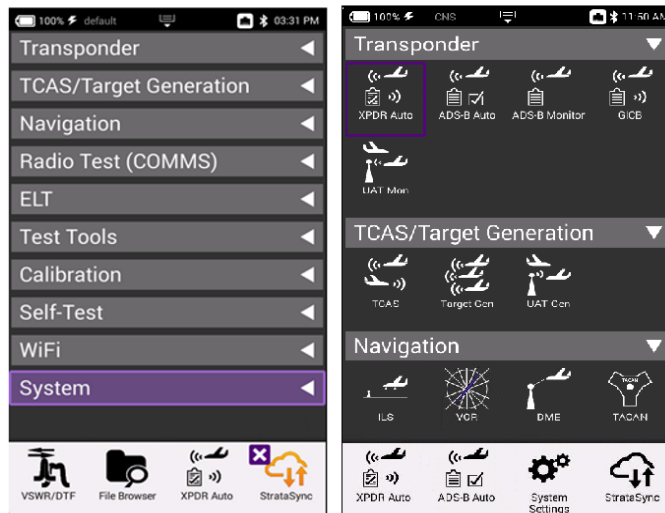 100% default 03:31 PM
Transponder
TCAS/Target Generation
Navigation
Radio Test (COMMS)
ELT
Test Tools
Calibration
Self-Test
WiFi
System
VSWR/DTF File Browser XPDR Auto StrataSync
100% CNS 11:50 AM
Transponder
XPDR Auto ADS-B Auto ADS-B Monitor GICB
UAT Mon
TCAS/Target Generation
TCAS Target Gen UAT Gen
Navigation
TACAN
ILS VOR DME TACAN
XPDR Auto ADS-B Auto System StrataSync
Settings